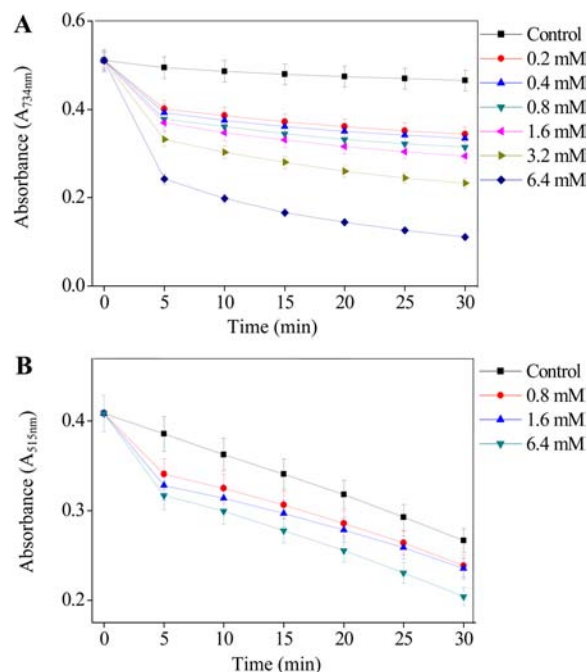 A
Absorbance (A734nm)
0.6
0.4
0.2
0.0
0
5
10
15
20
25
30
Time (min)
Control
0.2 mM
0.4 mM
0.8 mM
1.6 mM
3.2 mM
6.4 mM
B
Absorbance (A515nm)
0.4
0.3
0.2
0
5
10
15
20
25
30
Time (min)
Control
0.8 mM
1.6 mM
6.4 mM